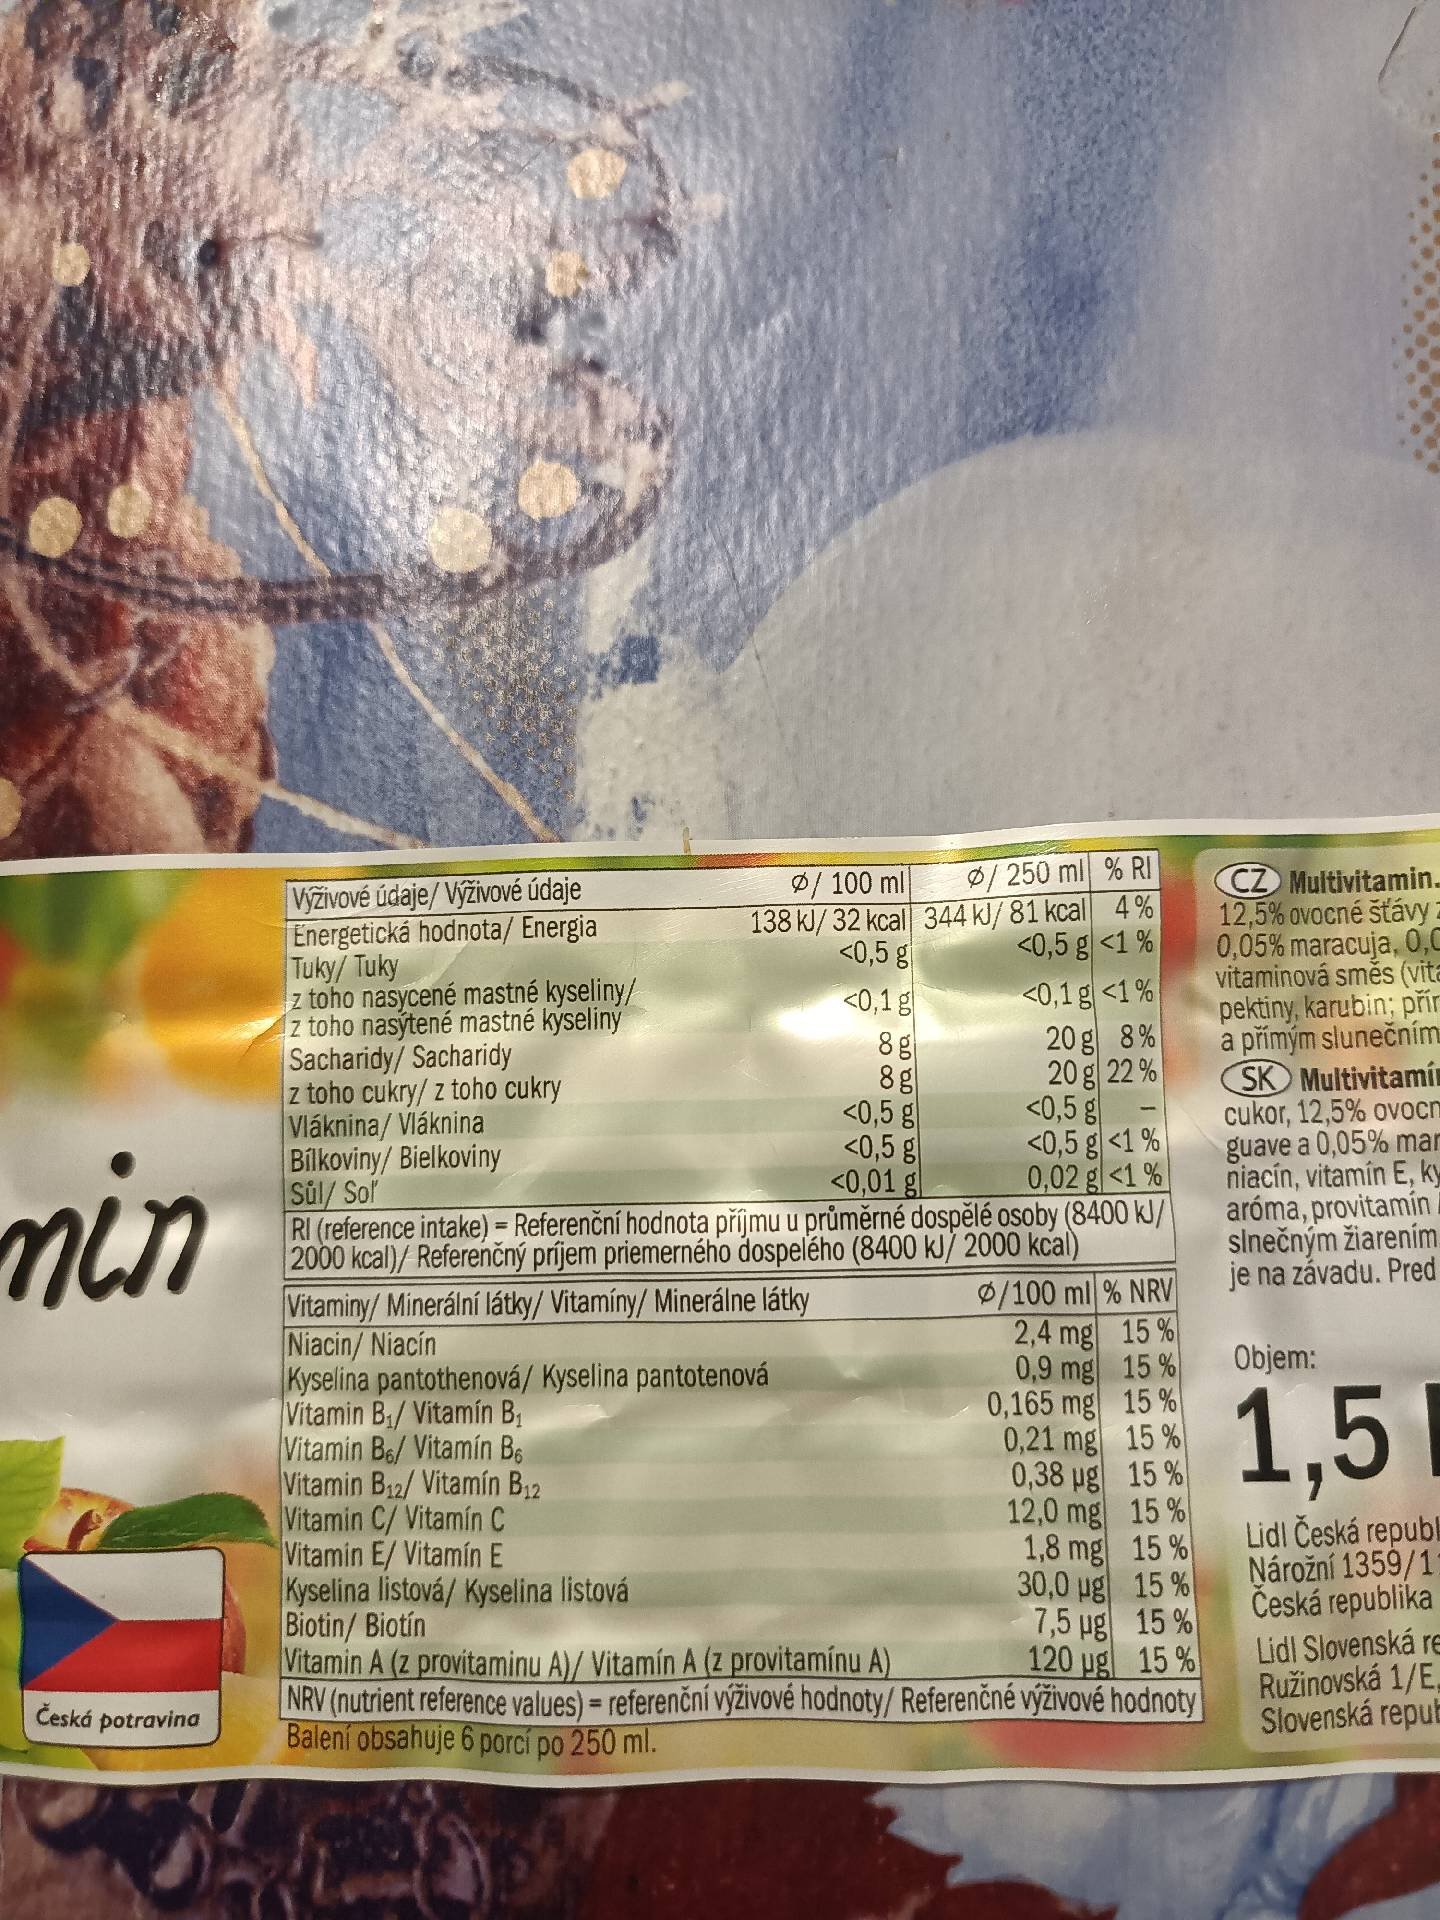 min
Česká potravina
Výživové údaje/ Výživové údaje ø/ 100 ml ø/ 250 ml % RI
Energetická hodnota/ Energia 138 kJ/ 32 kcal 344 kJ/ 81 kcal 4 %
Tuky/ Tuky <0,5 g <0,5 g <1 %
z toho nasycené mastné kyseliny/
z toho nasýtené mastné kyseliny <0,1 g <0,1 g <1 %
Sacharidy/ Sacharidy 8 g 20 g 8 %
z toho cukry/ z toho cukry 8 g 20 g 22 %
Vláknina/ Vláknina <0,5 g <0,5 g –
Bílkoviny/ Bielkoviny <0,5 g <0,5 g <1 %
Sůl/ Soľ <0,01 g 0,02 g <1 %
RI (reference intake) = Referenční hodnota příjmu u průměrné dospělé osoby (8400 kJ/
2000 kcal)/ Referenčný príjem priemerného dospelého (8400 kJ/ 2000 kcal)
Vitaminy/ Minerální látky/ Vitamíny/ Minerálne látky ø/100 ml % NRV
Niacin/ Niacín 2,4 mg 15 %
Kyselina pantothenová/ Kyselina pantotenová 0,9 mg 15 %
Vitamin B₁/ Vitamín B₁ 0,165 mg 15 %
Vitamin B₆/ Vitamín B₆ 0,21 mg 15 %
Vitamin B₁₂/ Vitamín B₁₂ 0,38 µg 15 %
Vitamin C/ Vitamín C 12,0 mg 15 %
Vitamin E/ Vitamín E 1,8 mg 15 %
Kyselina listová/ Kyselina listová 30,0 µg 15 %
Biotin/ Biotín 7,5 µg 15 %
Vitamin A (z provitaminu A)/ Vitamín A (z provitamínu A) 120 µg 15 %
NRV (nutrient reference values) = referenční výživové hodnoty/ Referenčné výživové hodnoty
Balení obsahuje 6 porcí po 250 ml.
CZ Multivitamin.
12,5% ovocné šťávy
0,05% maracuja,
vitaminová směs
pektiny, karubin;
a přímým slunečním
SK
cukor, 12,5%
guave a 0,05%
niacín, vitamín E,
aróma, provitamín
slnečným žiarením
je na závadu. Pred
Objem:
1,5
Lidl Česká
Nárožní
Česká republika
Lidl Slovenská
Ružinovská 1/E,
Slovenská